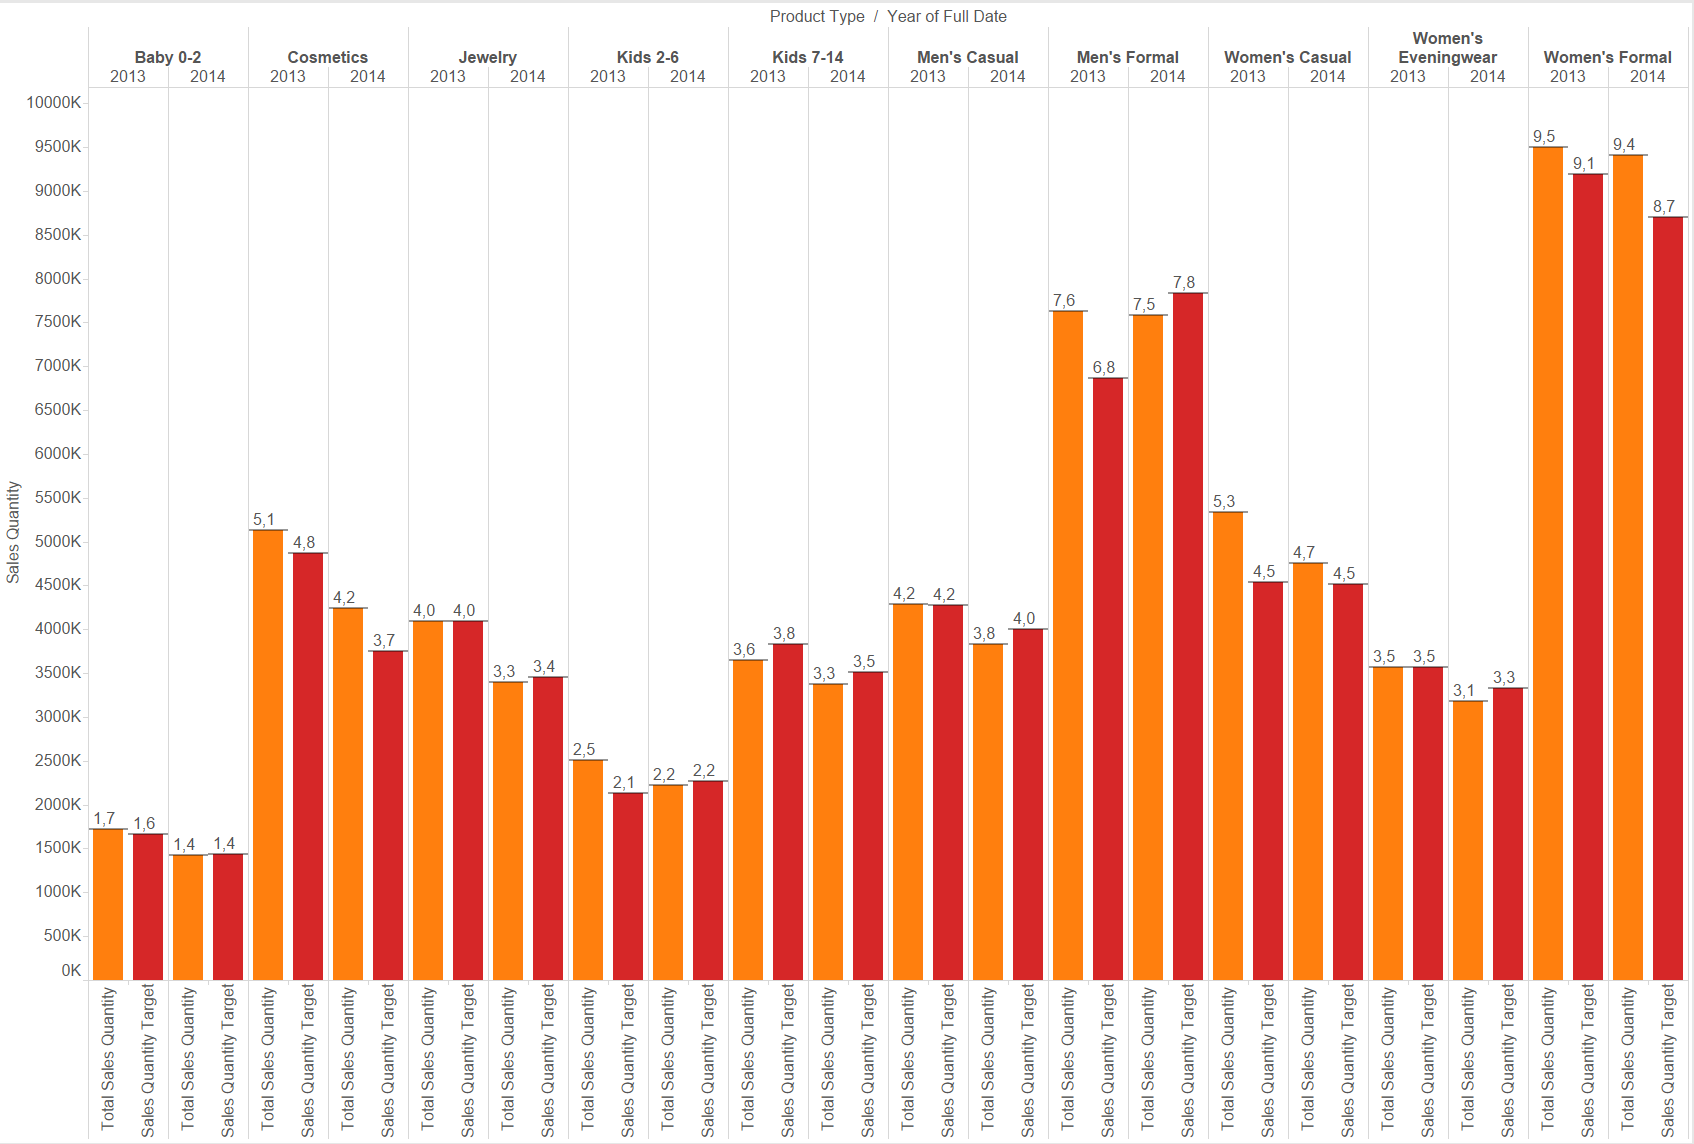 Product Type / Year of Full Date
Baby 0-2 Cosmetics Jewelry Kids 2-6 Kids 7-14 Men's Casual Men's Formal Women's Casual Women's Eveningwear Women's Formal
2013 2014 2013 2014 2013 2014 2013 2014 2013 2014 2013 2014 2013 2014 2013 2014 2013 2014 2013 2014
Sales Quantity
10000K
9500K
9000K
8500K
8000K
7500K
7000K
6500K
6000K
5500K
5000K
4500K
4000K
3500K
3000K
2500K
2000K
1500K
1000K
500K
0K
1,7 1,6 1,4 1,4 5,1 4,8 4,2 3,7 4,0 4,0 3,3 3,4 2,5 2,1 2,2 2,2 3,6 3,8 3,3 3,5 4,2 4,2 3,8 4,0 7,6 6,8 7,5 7,8 5,3 4,5 4,7 4,5 3,5 3,5 3,1 3,3 9,5 9,1 9,4 8,7
Total Sales Quantity
Sales Quantity Target
Total Sales Quantity
Sales Quantity Target
Total Sales Quantity
Sales Quantity Target
Total Sales Quantity
Sales Quantity Target
Total Sales Quantity
Sales Quantity Target
Total Sales Quantity
Sales Quantity Target
Total Sales Quantity
Sales Quantity Target
Total Sales Quantity
Sales Quantity Target
Total Sales Quantity
Sales Quantity Target
Total Sales Quantity
Sales Quantity Target
Total Sales Quantity
Sales Quantity Target
Total Sales Quantity
Sales Quantity Target
Total Sales Quantity
Sales Quantity Target
Total Sales Quantity
Sales Quantity Target
Total Sales Quantity
Sales Quantity Target
Total Sales Quantity
Sales Quantity Target
Total Sales Quantity
Sales Quantity Target
Total Sales Quantity
Sales Quantity Target
Total Sales Quantity
Sales Quantity Target
Total Sales Quantity
Sales Quantity Target